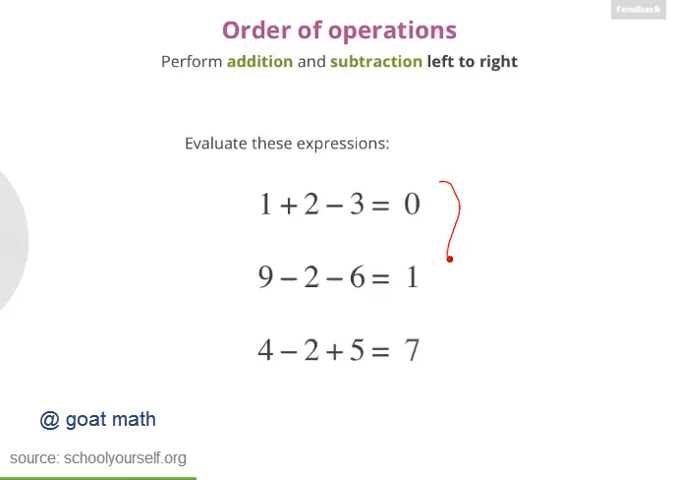 Feedback
Order of operations
Perform addition and subtraction left to right
Evaluate these expressions:
1 + 2 − 3 = 0
9 − 2 − 6 = 1
4 − 2 + 5 = 7
@ goat math
source: schoolyourself.org